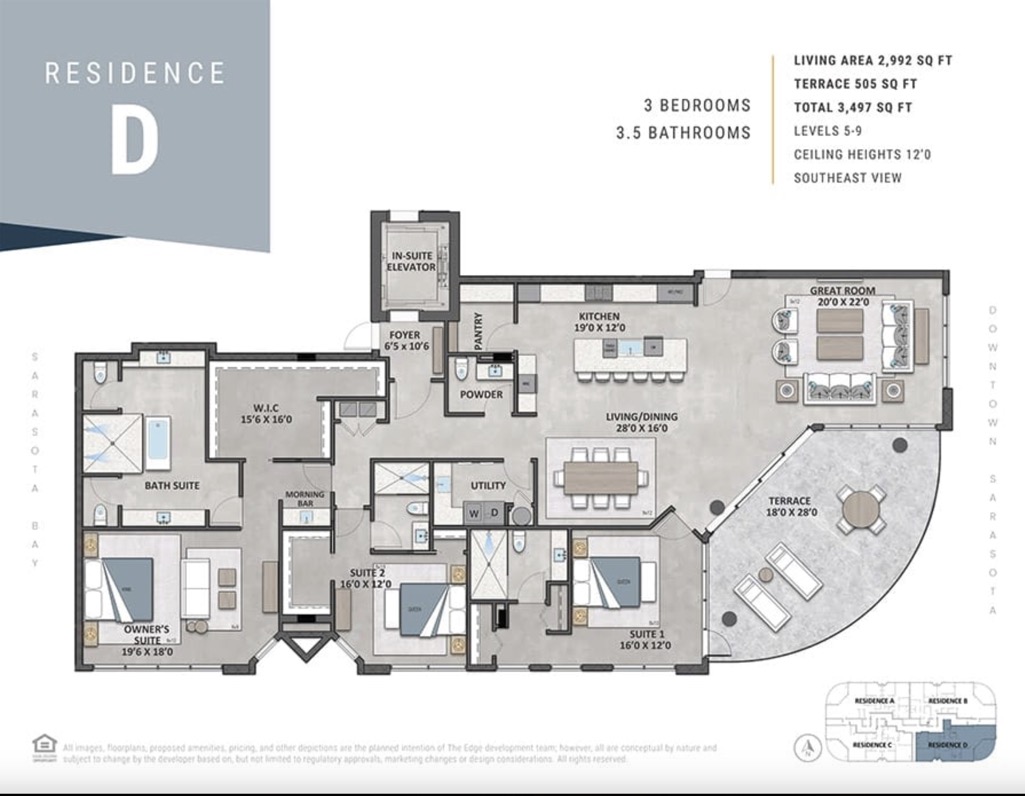 RESIDENCE
D
3 BEDROOMS
3.5 BATHROOMS
LIVING AREA 2,992 SQ FT
TERRACE 505 SQ FT
TOTAL 3,497 SQ FT
LEVELS 5-9
CEILING HEIGHTS 12'0
SOUTHEAST VIEW
IN-SUITE
ELEVATOR
FOYER
6'5 x 10'6
PANTRY
KITCHEN
19'0 X 12'0
GREAT ROOM
20'0 X 22'0
POWDER
W.I.C
15'6 X 16'0
LIVING/DINING
28'0 X 16'0
BATH SUITE
MORNING
BAR
UTILITY
W D
TERRACE
18'0 X 28'0
SUITE 2
16'0 X 12'0
OWNER'S
SUITE
19'6 X 18'0
SUITE 1
16'0 X 12'0
KING
QUEEN
QUEEN
SARASOTA BAY
DOWNTOWN SARASOTA
RESIDENCE A
RESIDENCE B
RESIDENCE C
RESIDENCE D
All images, floorplans, proposed amenities, pricing, and other depictions are the planned intention of The Edge development team; however, all are conceptual by nature and
subject to change by the developer based on, but not limited to regulatory approvals, marketing changes or design considerations. All rights reserved.